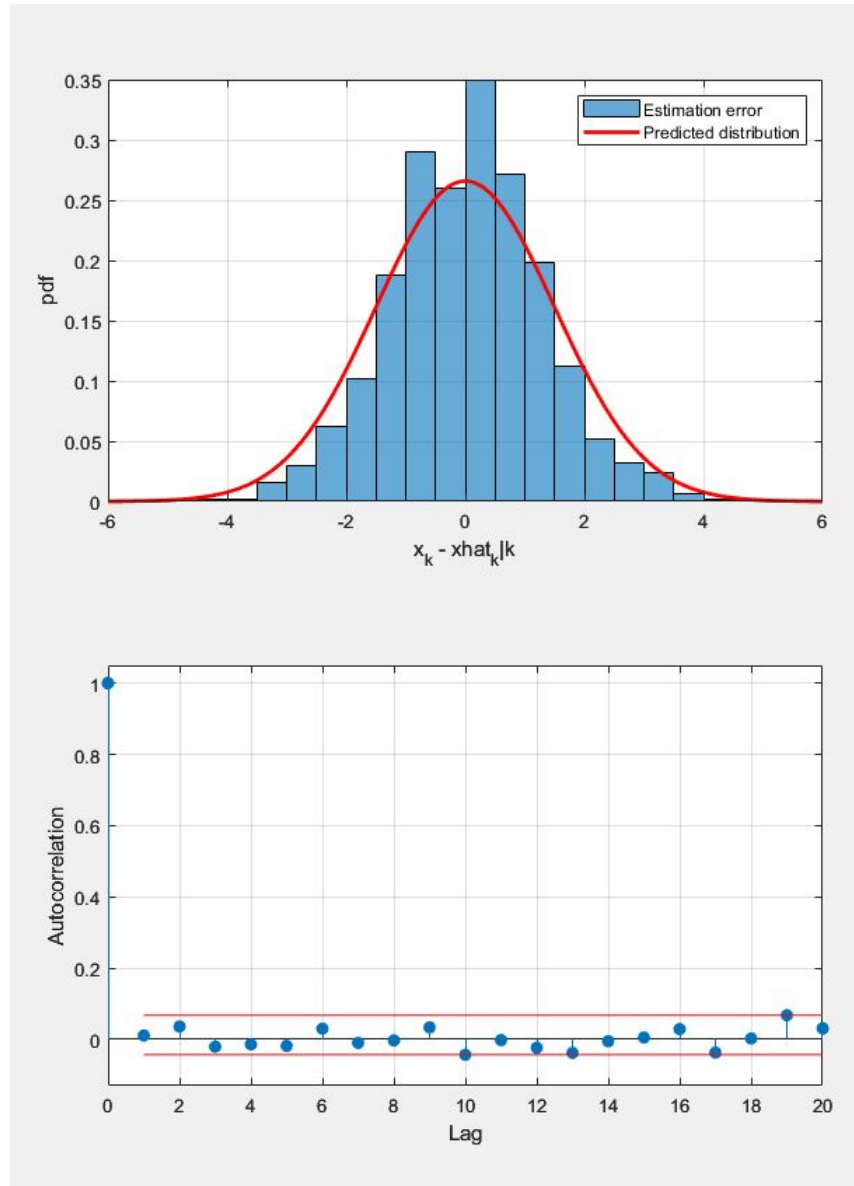 0.35
0.3
0.25
0.2
0.15
0.1
0.05
0
pdf
Estimation error
Predicted distribution
-6 -4 -2 0 2 4 6
x_k - xhat_k|k
1
0.8
0.6
0.4
0.2
0
Autocorrelation
0 2 4 6 8 10 12 14 16 18 20
Lag